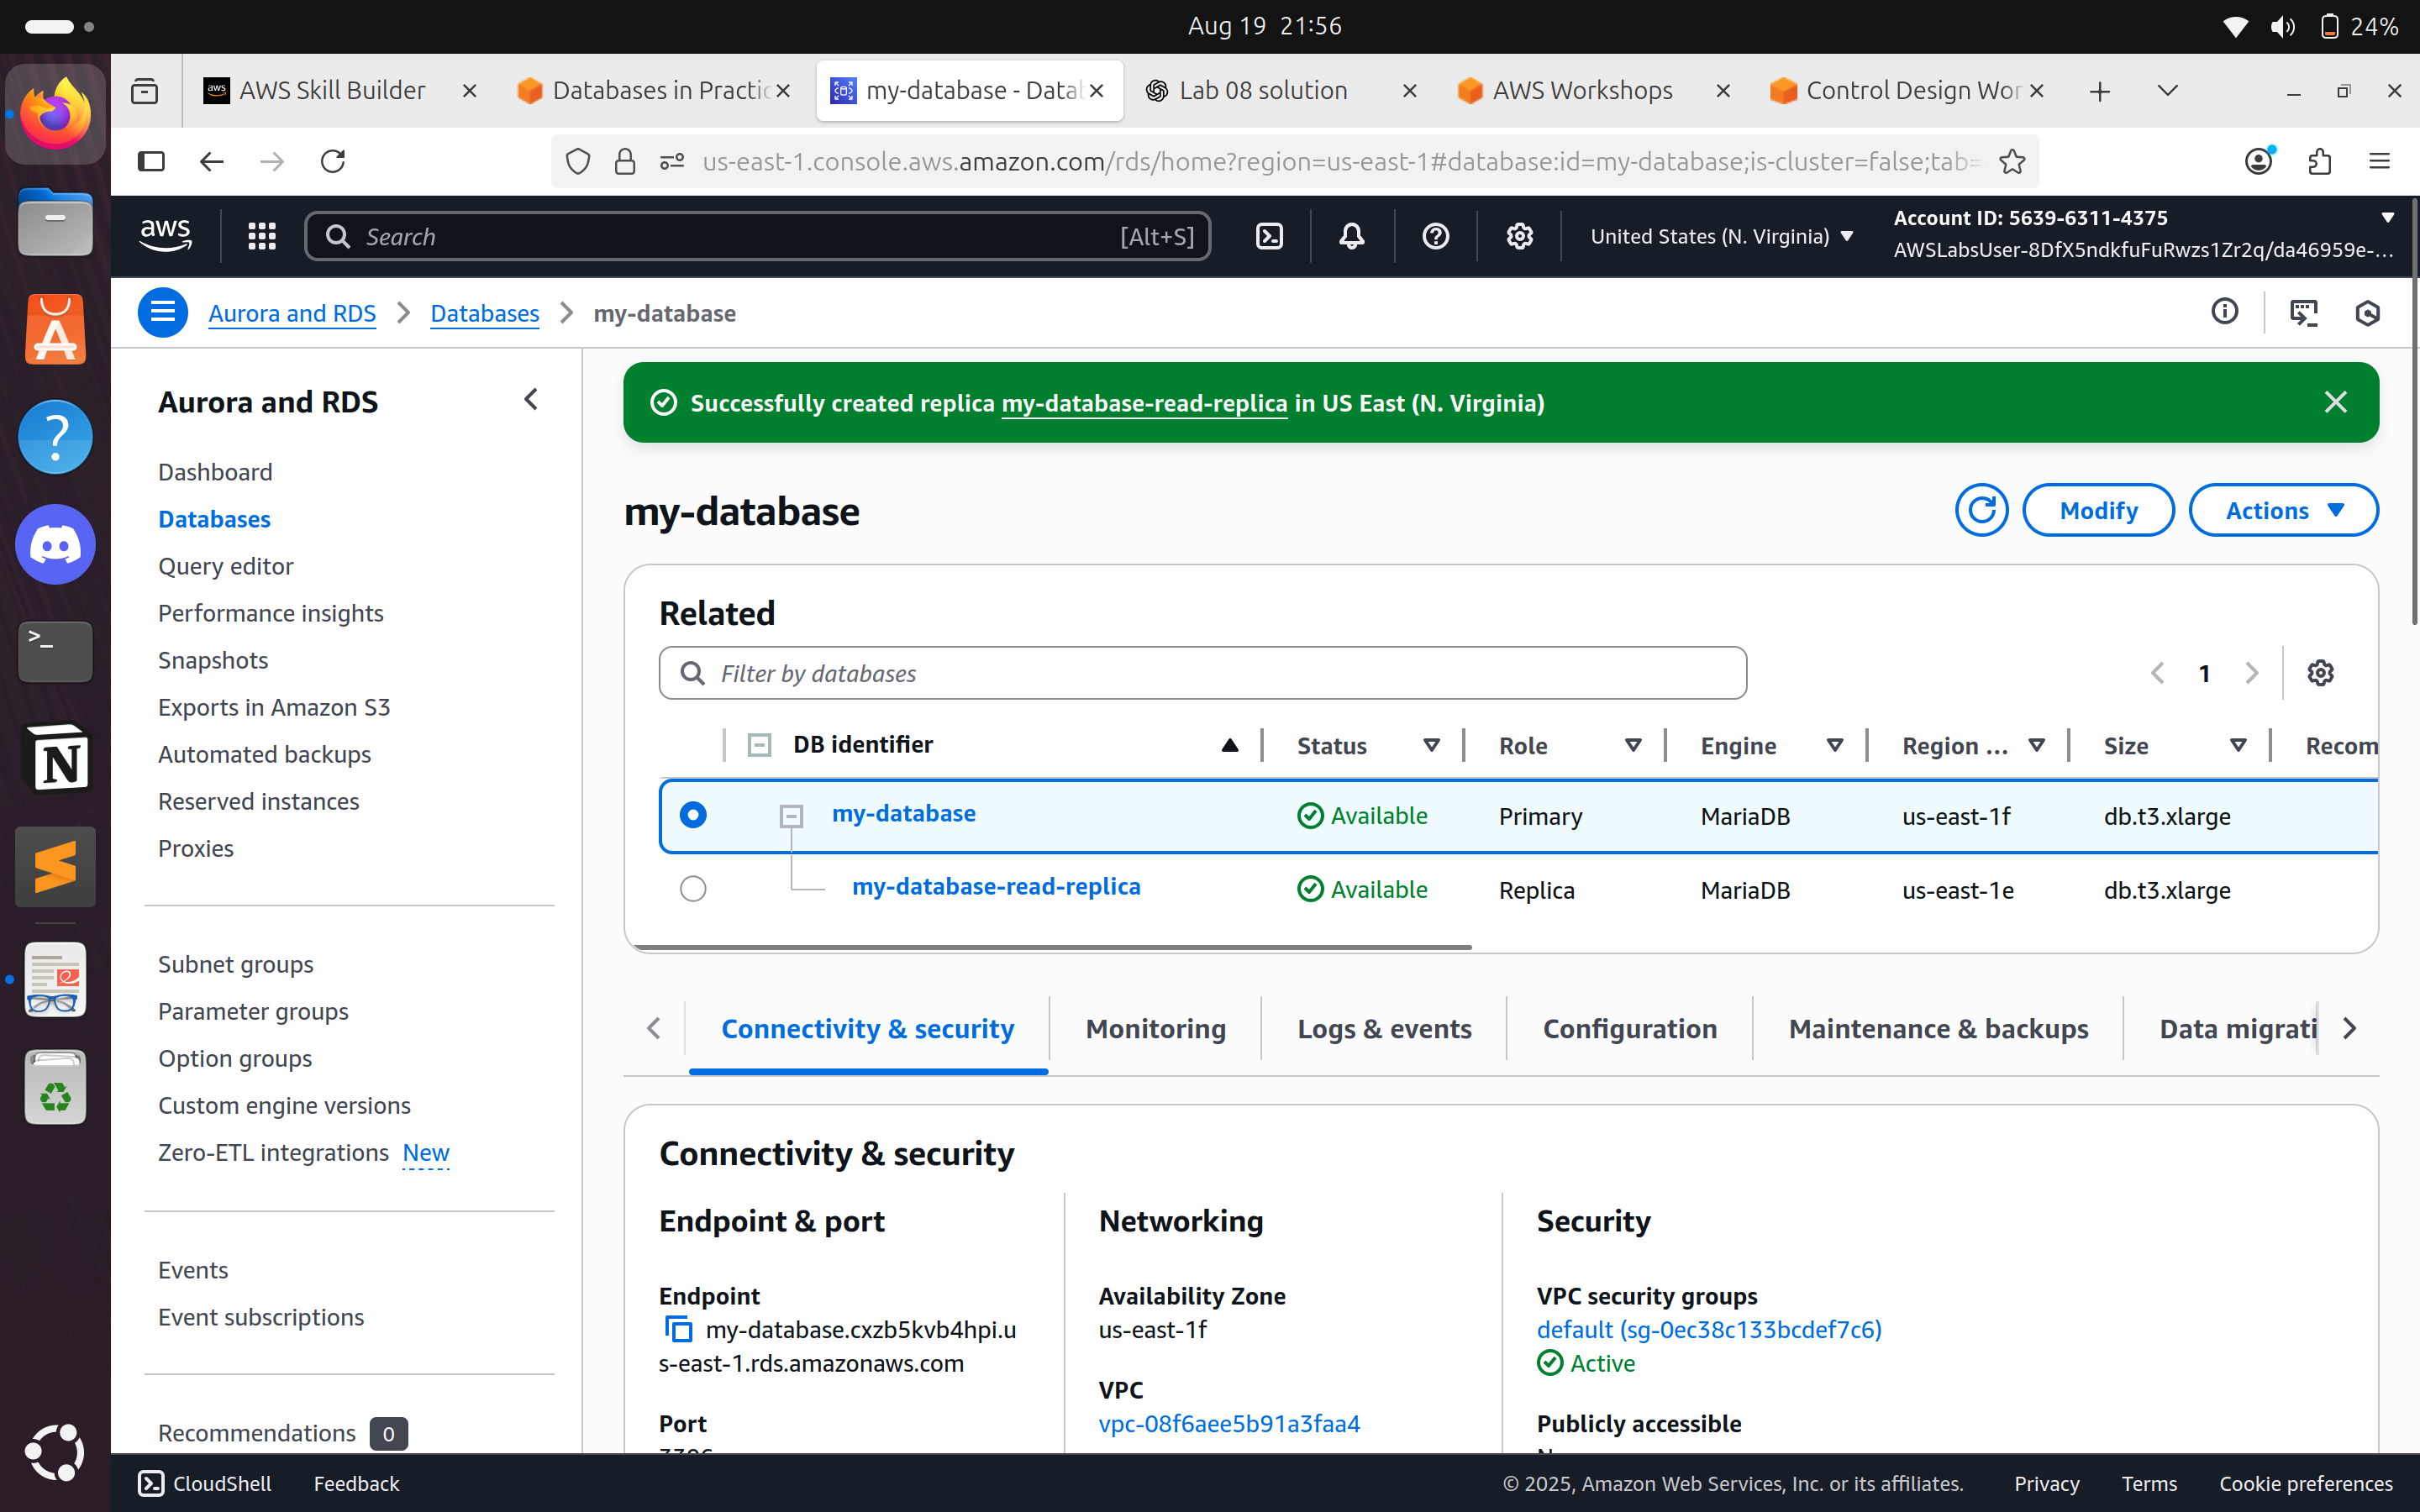 Aug 19 21:56
24%
AWS Skill Builder
Databases in Practic
my-database - Datab
Lab 08 solution
AWS Workshops
Control Design Wor
us-east-1.console.aws.amazon.com/rds/home?region=us-east-1#database:id=my-database;is-cluster=false;tab=
aws
Search
[Alt+S]
United States (N. Virginia)
Account ID: 5639-6311-4375
AWSLabsUser-8DfX5ndkfuFuRwzs1Zr2q/da46959e-...
Aurora and RDS
Databases
my-database
Aurora and RDS
Dashboard
Databases
Query editor
Performance insights
Snapshots
Exports in Amazon S3
Automated backups
Reserved instances
Proxies
Subnet groups
Parameter groups
Option groups
Custom engine versions
Zero-ETL integrations New
Events
Event subscriptions
Recommendations 0
Successfully created replica my-database-read-replica in US East (N. Virginia)
my-database
Modify
Actions
Related
Filter by databases
1
DB identifier Status Role Engine Region ... Size Recom
my-database Available Primary MariaDB us-east-1f db.t3.xlarge
my-database-read-replica Available Replica MariaDB us-east-1e db.t3.xlarge
Connectivity & security
Monitoring
Logs & events
Configuration
Maintenance & backups
Data migrati
Connectivity & security
Endpoint & port
Endpoint
my-database.cxzb5kvb4hpi.u
s-east-1.rds.amazonaws.com
Port
Networking
Availability Zone
us-east-1f
VPC
vpc-08f6aee5b91a3faa4
Security
VPC security groups
default (sg-0ec38c133bcdef7c6)
Active
Publicly accessible
CloudShell
Feedback
© 2025, Amazon Web Services, Inc. or its affiliates.
Privacy
Terms
Cookie preferences